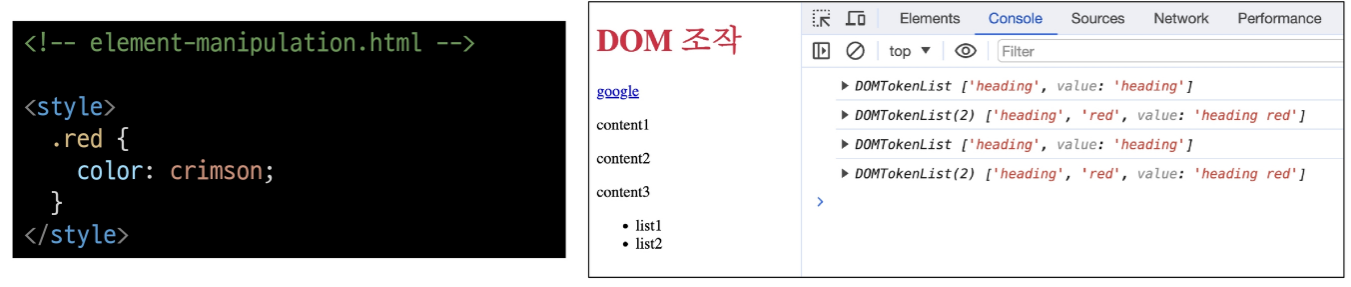 <!-- element-manipulation.html -->
<style>
.red {
color: crimson;
}
</style>
DOM 조작
google
content1
content2
content3
• list1
• list2
Elements Console Sources Network Performance
top ▼ Filter
▶ DOMTokenList ['heading', value: 'heading']
▶ DOMTokenList(2) ['heading', 'red', value: 'heading red']
▶ DOMTokenList ['heading', value: 'heading']
▶ DOMTokenList(2) ['heading', 'red', value: 'heading red']
>